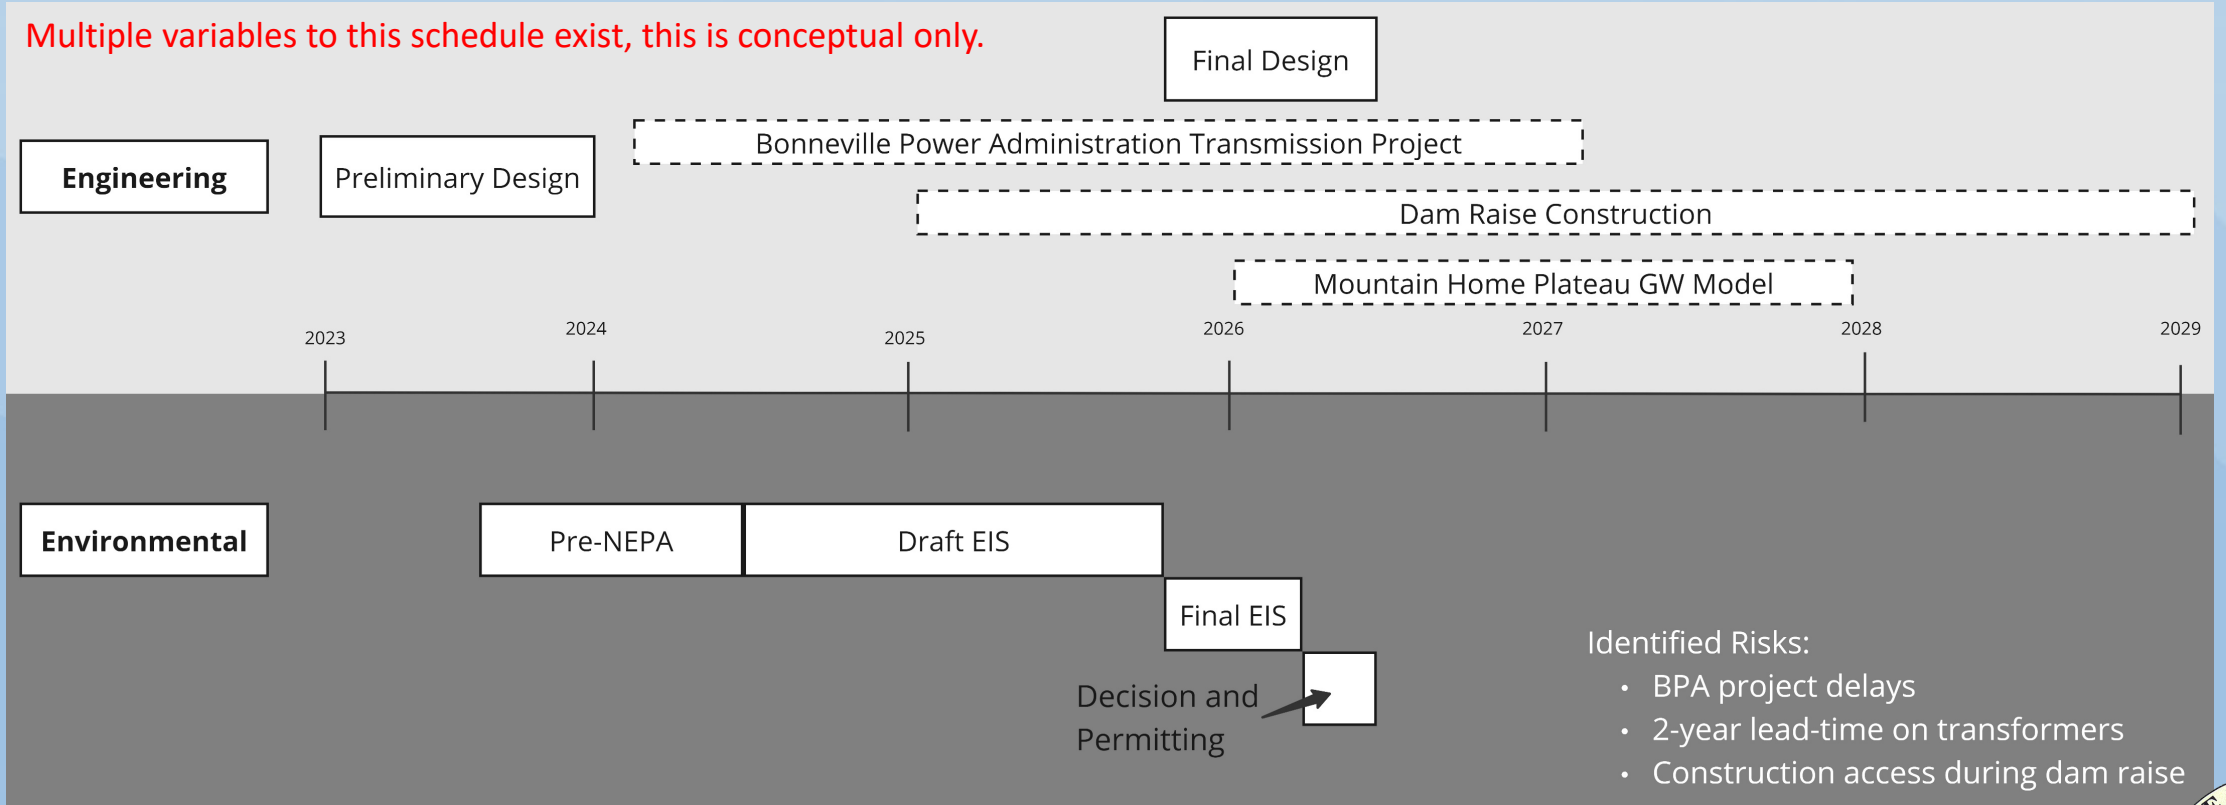 Multiple variables to this schedule exist, this is conceptual only.
Final Design
Bonneville Power Administration Transmission Project
Engineering
Preliminary Design
Dam Raise Construction
Mountain Home Plateau GW Model
2023
2024
2025
2026
2027
2028
2029
Environmental
Pre-NEPA
Draft EIS
Final EIS
Decision and
Permitting
Identified Risks:
• BPA project delays
• 2-year lead-time on transformers
• Construction access during dam raise